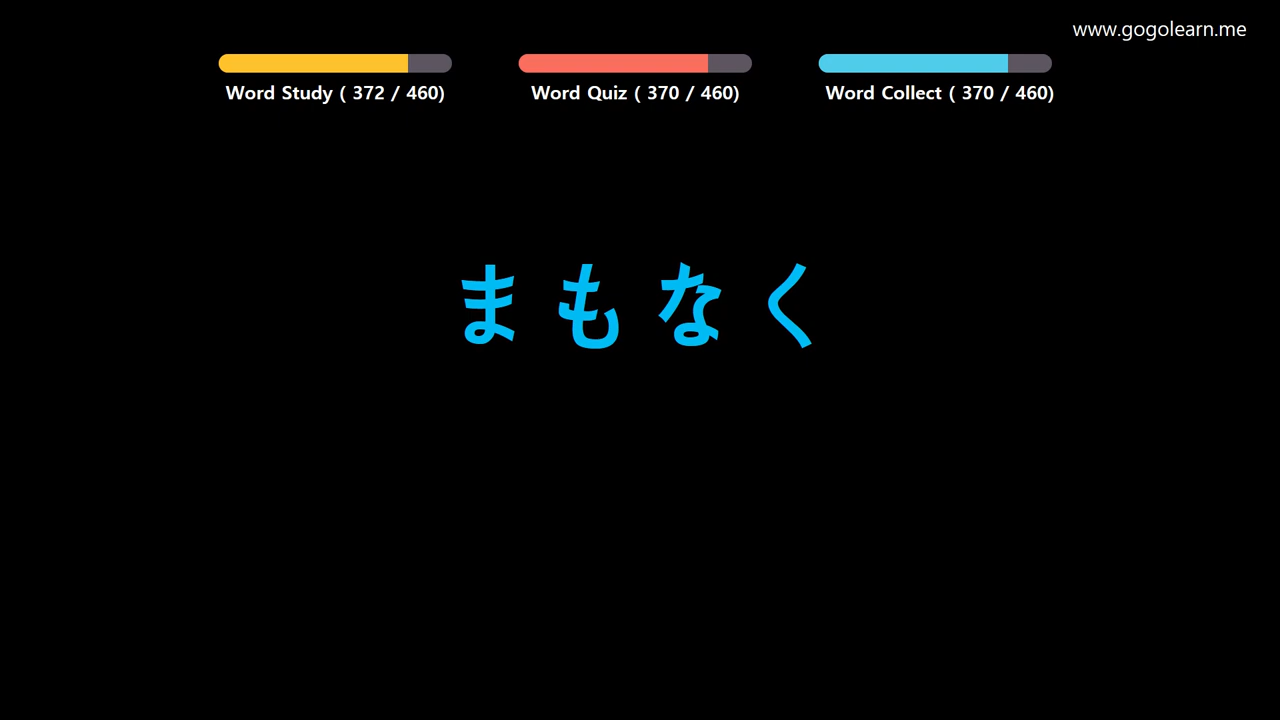 www.gogolearn.me
Word Study ( 372 / 460)
Word Quiz ( 370 / 460)
Word Collect ( 370 / 460)
まもなく